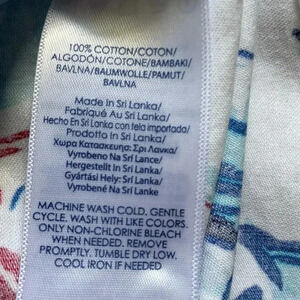 100% COTTON/COTON/
ALGODÓN/COTONE/BAMBAKI/
BAVLNA/BAUMWOLLE/PAMUT/
BAVLNA
Made In Sri Lanka/
Fabriqué Au Sri Lanka/
Hecho En Sri Lanka con tela importada/
Prodotto In Sri Lanka/
Χωρα Κατασκευησ: Σρι Λανκα/
Vyrobeno Na Srí Lance/
Hergestellt In Sri Lanka/
Gyártási Hely: Sri Lanka/
Vyrobené Na Srí Lanke
MACHINE WASH COLD. GENTLE
CYCLE. WASH WITH LIKE COLORS.
ONLY NON-CHLORINE BLEACH
WHEN NEEDED. REMOVE
PROMPTLY. TUMBLE DRY LOW.
COOL IRON IF NEEDED